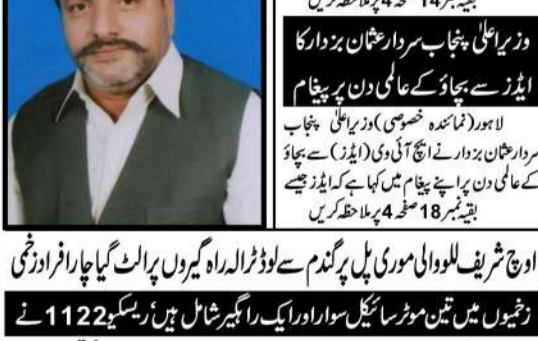 بقیہ نمبر 14 صفحہ 4 پر ملاحظہ کریں
وزیراعلیٰ پنجاب سردار عثمان بزدار کا
ایڈز سے بچاؤ کے عالمی دن پر پیغام
لاہور (نمائندہ خصوصی) وزیراعلیٰ پنجاب
سردار عثمان بزدار نے ایچ آئی وی (ایڈز) سے بچاؤ
کے عالمی دن پر اپنے پیغام میں کہا ہے کہ ایڈز جیسے
بقیہ نمبر 18 صفحہ 4 پر ملاحظہ کریں
اوچ شریف للو والی موری پل پر گندم سے لوڈ ٹرالہ راہ گیروں پر الٹ گیا چار افراد زخمی
زخمیوں میں تین موٹر سائیکل سوار اور ایک راہگیر شامل ہیں، ریسکیو 1122 نے